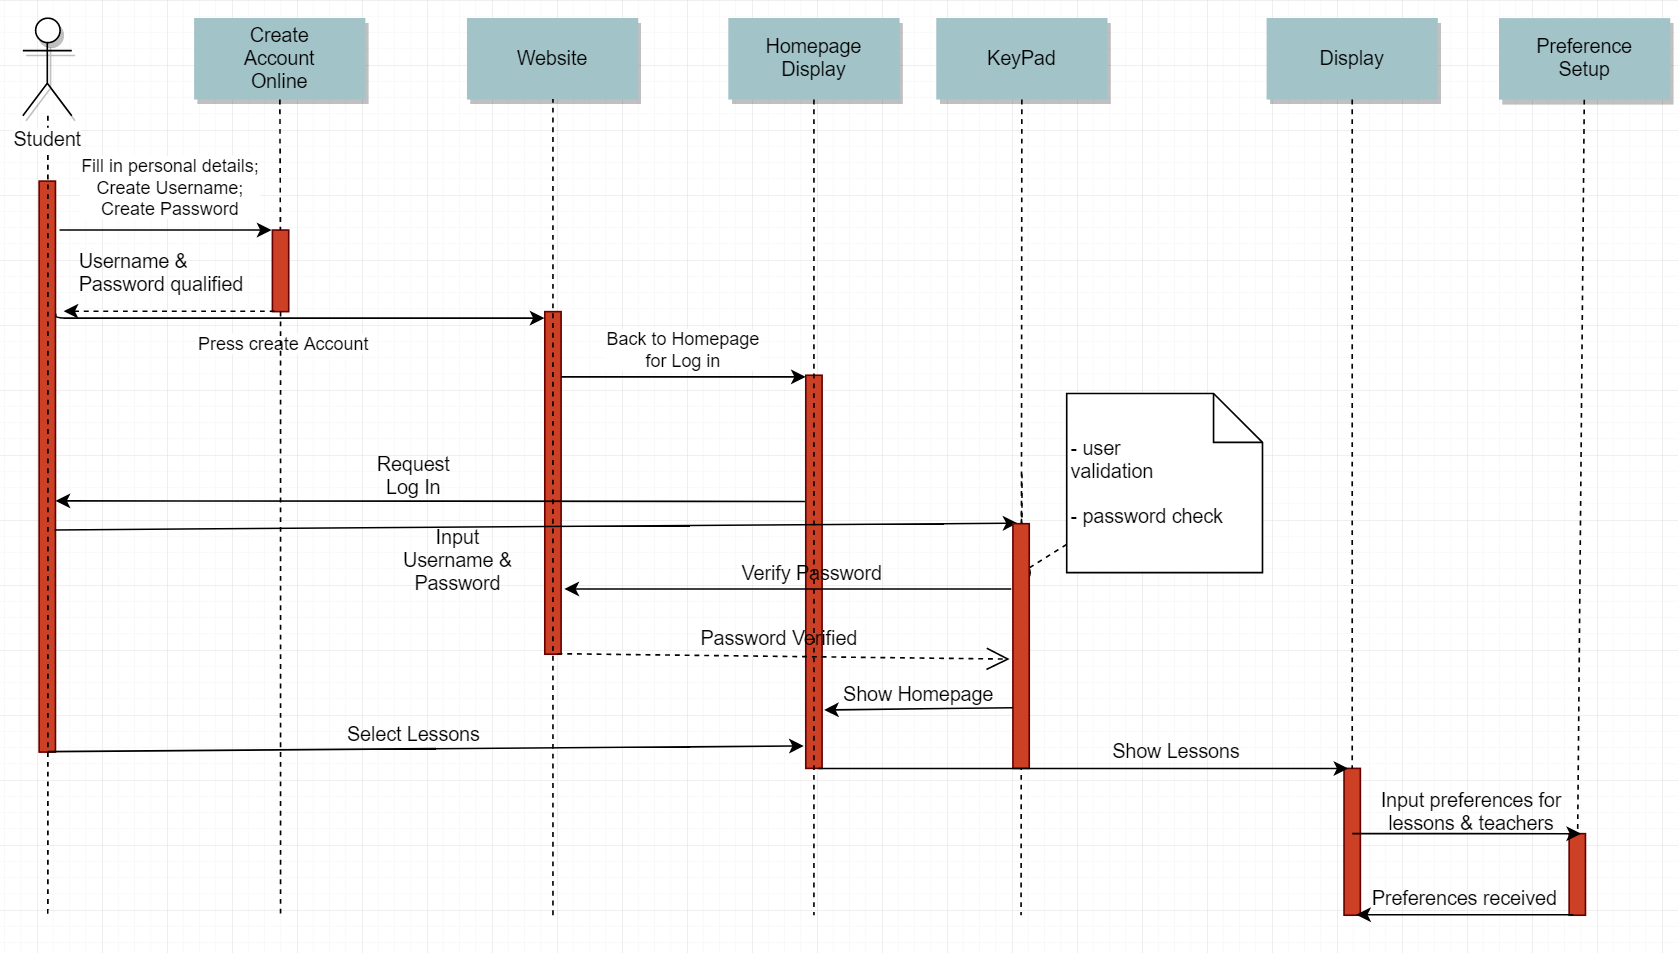 Create
Account
Online
Website
Homepage
Display
KeyPad
Display
Preference
Setup
Student
Fill in personal details;
Create Username;
Create Password
Username &
Password qualified
Press create Account
Back to Homepage
for Log in
- user
validation
- password check
Request
Log In
Input
Username &
Password
Verify Password
Password Verified
Show Homepage
Select Lessons
Show Lessons
Input preferences for
lessons & teachers
Preferences received